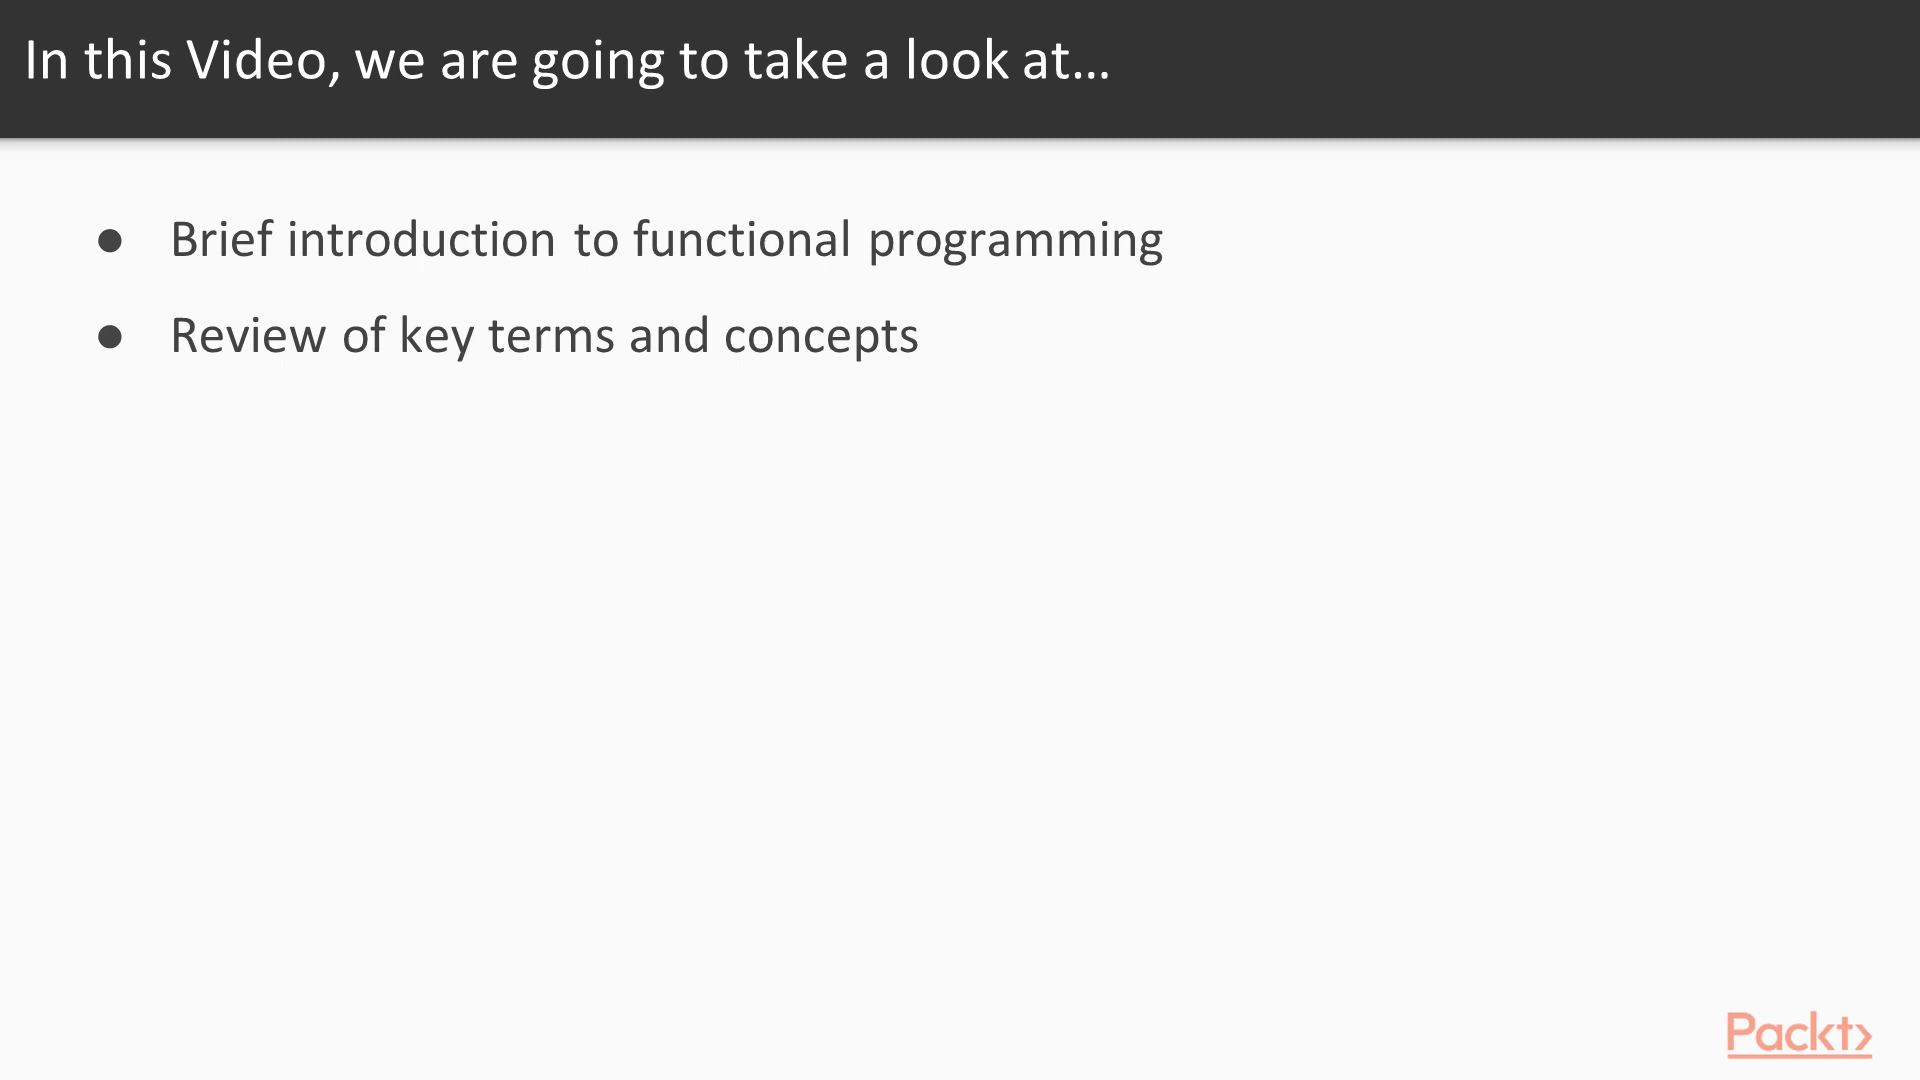 In this Video, we are going to take a look at...
● Brief introduction to functional programming
● Review of key terms and concepts
Packt>